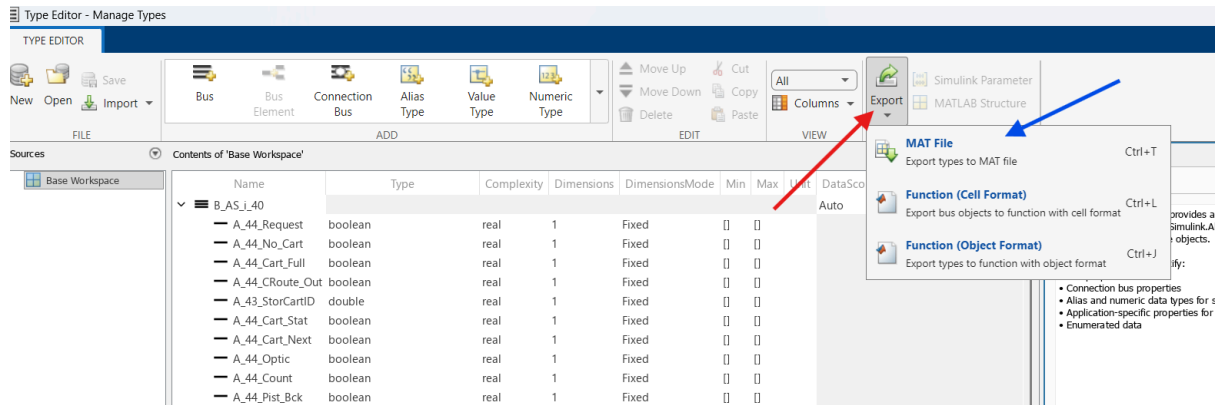 Type Editor - Manage Types
TYPE EDITOR
New
Open
Save
Import
FILE
Bus
Bus Element
Connection Bus
Alias Type
Value Type
Numeric Type
ADD
Move Up
Cut
Move Down
Copy
Delete
Paste
EDIT
All
Columns
VIEW
Export
Simulink Parameter
MATLAB Structure
MAT File
Export types to MAT file
Ctrl+T
Function (Cell Format)
Export bus objects to function with cell format
Ctrl+L
Function (Object Format)
Export types to function with object format
Ctrl+J
Sources
Base Workspace
Contents of 'Base Workspace'
Name Type Complexity Dimensions DimensionsMode Min Max Unit DataSco
B_AS_i_40 Auto
A_44_Request boolean real 1 Fixed [] []
A_44_No_Cart boolean real 1 Fixed [] []
A_44_Cart_Full boolean real 1 Fixed [] []
A_44_CRoute_Out boolean real 1 Fixed [] []
A_43_StorCartID double real 1 Fixed [] []
A_44_Cart_Stat boolean real 1 Fixed [] []
A_44_Cart_Next boolean real 1 Fixed [] []
A_44_Optic boolean real 1 Fixed [] []
A_44_Count boolean real 1 Fixed [] []
A_44_Pist_Bck boolean real 1 Fixed [] []
provides a
Simulink.Al
objects.
ify:
• Connection bus properties
• Alias and numeric data types for s
• Application-specific properties for
• Enumerated data